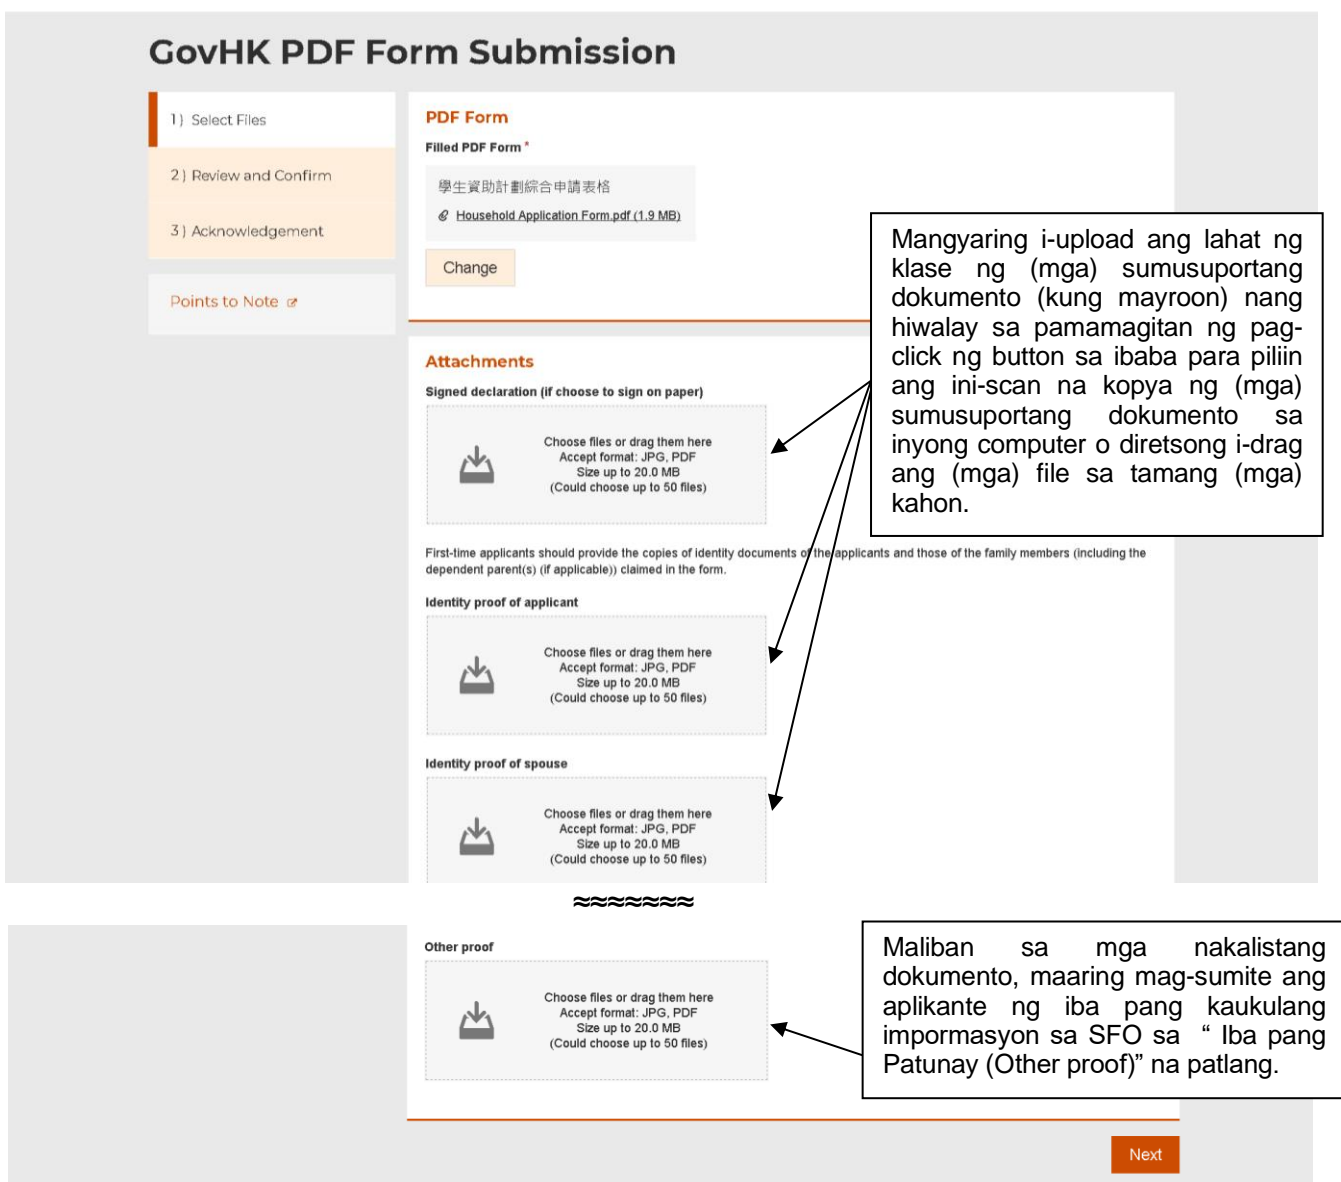 GovHK PDF Form Submission
1) Select Files
2) Review and Confirm
3) Acknowledgement
Points to Note
PDF Form
Filled PDF Form *
學生資助計劃綜合申請表格
Household Application Form.pdf (1.9 MB)
Change
Mangyaring i-upload ang lahat ng
klase ng (mga) sumusuportang
dokumento (kung mayroon) nang
hiwalay sa pamamagitan ng pag-
click ng button sa ibaba para piliin
ang ini-scan na kopya ng (mga)
sumusuportang dokumento sa
inyong computer o diretsong i-drag
ang (mga) file sa tamang (mga)
kahon.
Attachments
Signed declaration (if choose to sign on paper)
Choose files or drag them here
Accept format: JPG, PDF
Size up to 20.0 MB
(Could choose up to 50 files)
First-time applicants should provide the copies of identity documents of the applicants and those of the family members (including the
dependent parent(s) (if applicable)) claimed in the form.
Identity proof of applicant
Choose files or drag them here
Accept format: JPG, PDF
Size up to 20.0 MB
(Could choose up to 50 files)
Identity proof of spouse
Choose files or drag them here
Accept format: JPG, PDF
Size up to 20.0 MB
(Could choose up to 50 files)
≈≈≈≈≈≈≈
Other proof
Choose files or drag them here
Accept format: JPG, PDF
Size up to 20.0 MB
(Could choose up to 50 files)
Maliban sa mga nakalistang
dokumento, maaring mag-sumite ang
aplikante ng iba pang kaukulang
impormasyon sa SFO sa “ Iba pang
Patunay (Other proof)” na patlang.
Next